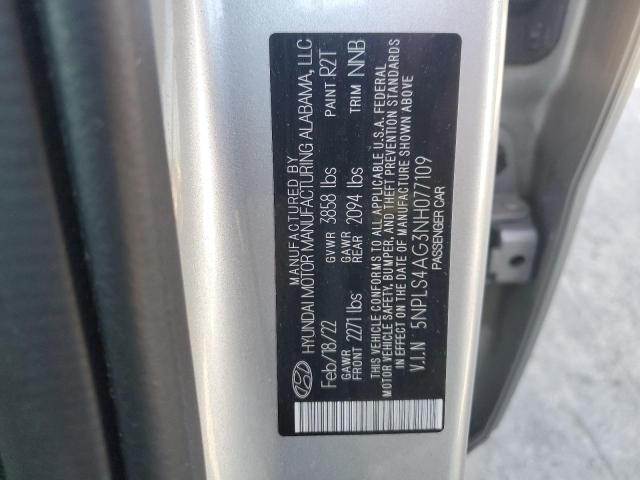 MANUFACTURED BY
HYUNDAI MOTOR MANUFACTURING ALABAMA, LLC
Feb/18/22 GVWR 3858 lbs PAINT R2T
GAWR FRONT 2271 lbs GAWR REAR 2094 lbs TRIM NNB
THIS VEHICLE CONFORMS TO ALL APPLICABLE U.S.A. FEDERAL
MOTOR VEHICLE SAFETY, BUMPER, AND THEFT PREVENTION STANDARDS
IN EFFECT ON THE DATE OF MANUFACTURE SHOWN ABOVE
V.I.N 5NPLS4AG3NH077109
PASSENGER CAR